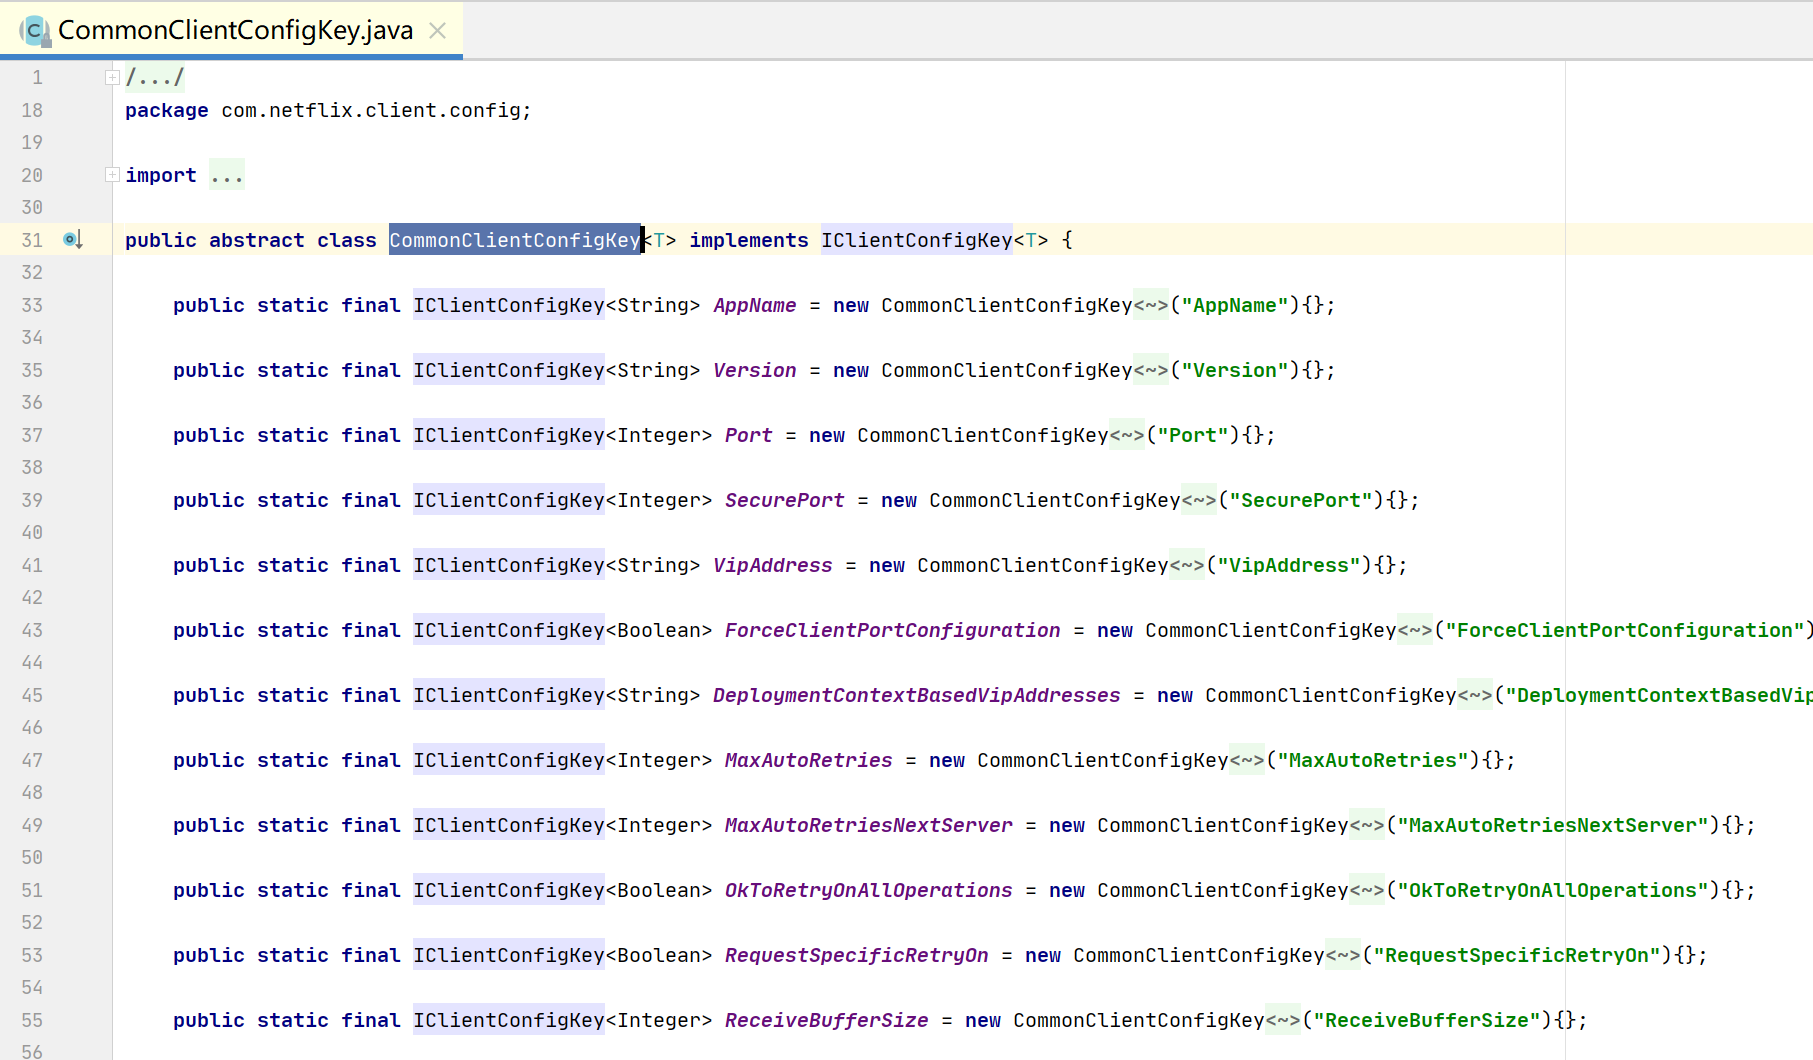 CommonClientConfigKey.java
1 /.../
18 package com.netflix.client.config;
19
20 import ...
30
31 public abstract class CommonClientConfigKey<T> implements IClientConfigKey<T> {
32
33 public static final IClientConfigKey<String> AppName = new CommonClientConfigKey<~>("AppName"){};
34
35 public static final IClientConfigKey<String> Version = new CommonClientConfigKey<~>("Version"){};
36
37 public static final IClientConfigKey<Integer> Port = new CommonClientConfigKey<~>("Port"){};
38
39 public static final IClientConfigKey<Integer> SecurePort = new CommonClientConfigKey<~>("SecurePort"){};
40
41 public static final IClientConfigKey<String> VipAddress = new CommonClientConfigKey<~>("VipAddress"){};
42
43 public static final IClientConfigKey<Boolean> ForceClientPortConfiguration = new CommonClientConfigKey<~>("ForceClientPortConfiguration")
44
45 public static final IClientConfigKey<String> DeploymentContextBasedVipAddresses = new CommonClientConfigKey<~>("DeploymentContextBasedVip
46
47 public static final IClientConfigKey<Integer> MaxAutoRetries = new CommonClientConfigKey<~>("MaxAutoRetries"){};
48
49 public static final IClientConfigKey<Integer> MaxAutoRetriesNextServer = new CommonClientConfigKey<~>("MaxAutoRetriesNextServer"){};
50
51 public static final IClientConfigKey<Boolean> OkToRetryOnAllOperations = new CommonClientConfigKey<~>("OkToRetryOnAllOperations"){};
52
53 public static final IClientConfigKey<Boolean> RequestSpecificRetryOn = new CommonClientConfigKey<~>("RequestSpecificRetryOn"){};
54
55 public static final IClientConfigKey<Integer> ReceiveBufferSize = new CommonClientConfigKey<~>("ReceiveBufferSize"){};
56